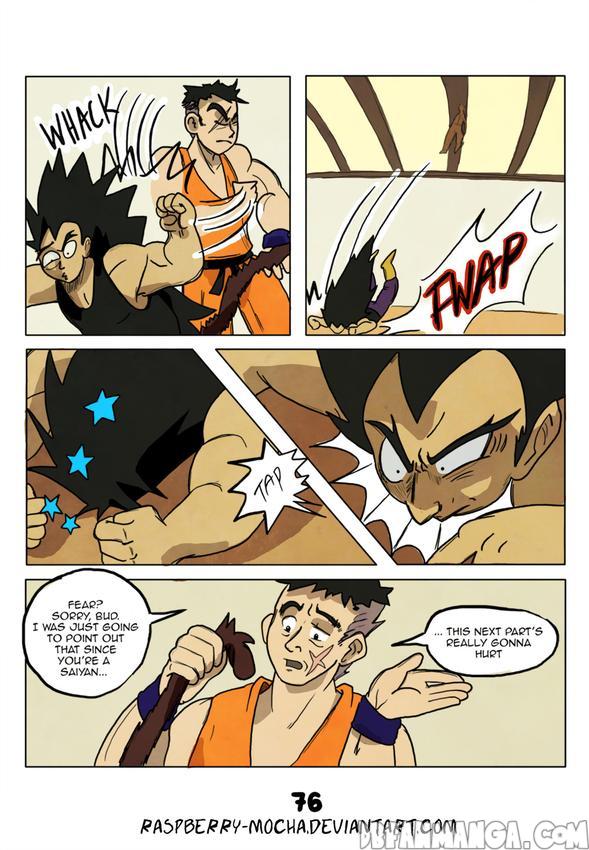 WHACK
FWAP
TAP
FEAR?
SORRY, BUD.
I WAS JUST GOING
TO POINT OUT
THAT SINCE
YOU'RE A
SAIYAN...
... THIS NEXT PART'S
REALLY GONNA
HURT
76
RASPBERRY-MOCHA.DEVIANTART.COM
DBFANMANGA.COM